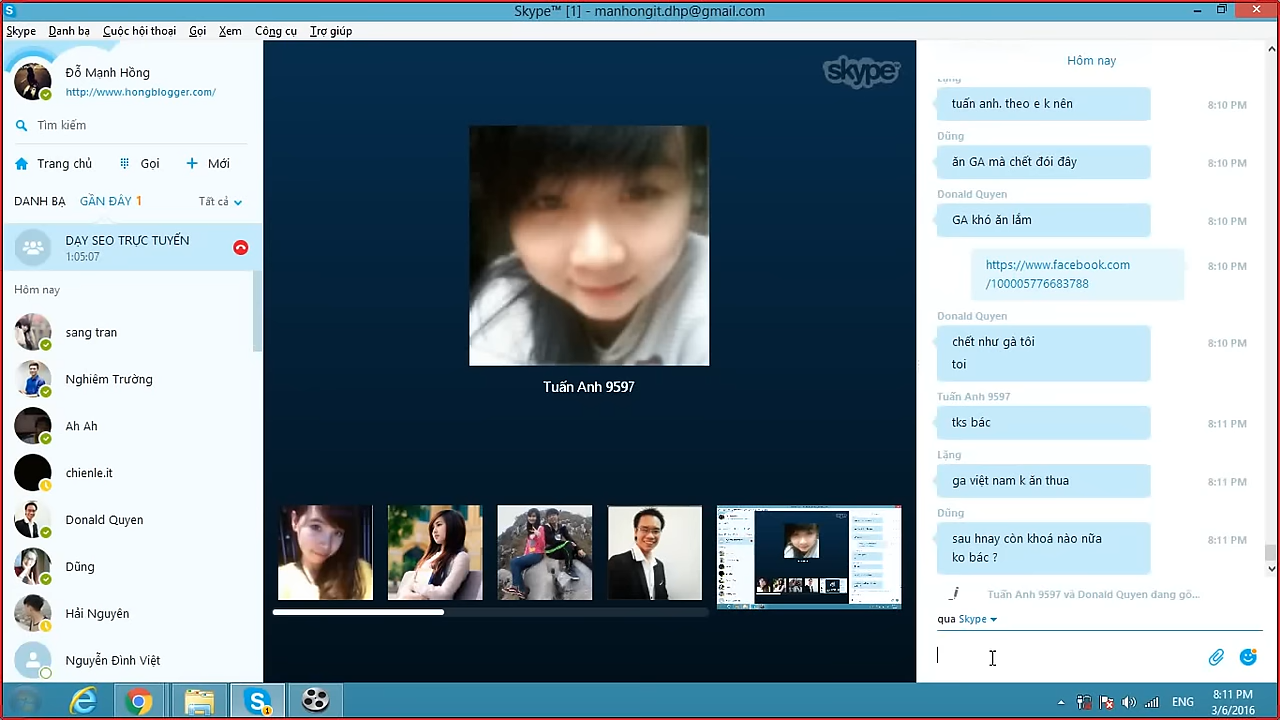 Skype™ [1] - manhongit.dhp@gmail.com
Skype Danh bạ Cuộc hội thoại Gọi Xem Công cụ Trợ giúp
Đỗ Mạnh Hồng
http://www.hongblogger.com/
Tìm kiếm
Trang chủ Gọi Mới
DANH BẠ GẦN ĐÂY 1 Tất cả
DẠY SEO TRỰC TUYẾN
1:05:07
Hôm nay
sang tran
Nghiêm Trường
Ah Ah
chienle.it
Donald Quyen
Dũng
Hải Nguyên
Nguyễn Đình Việt
skype™
Tuấn Anh 9597
Hôm nay
Lặng
tuấn anh. theo e k nên
8:10 PM
Dũng
ăn GA mà chết đói đây
8:10 PM
Donald Quyen
GA khó ăn lắm
8:10 PM
https://www.facebook.com
/100005776683788
8:10 PM
Donald Quyen
chết như gà tôi
8:10 PM
toi
Tuấn Anh 9597
tks bác
8:11 PM
Lặng
ga việt nam k ăn thua
8:11 PM
Dũng
sau hnay còn khoá nào nữa
ko bác ?
8:11 PM
Tuấn Anh 9597 và Donald Quyen đang gõ...
qua Skype
ENG
8:11 PM
3/6/2016